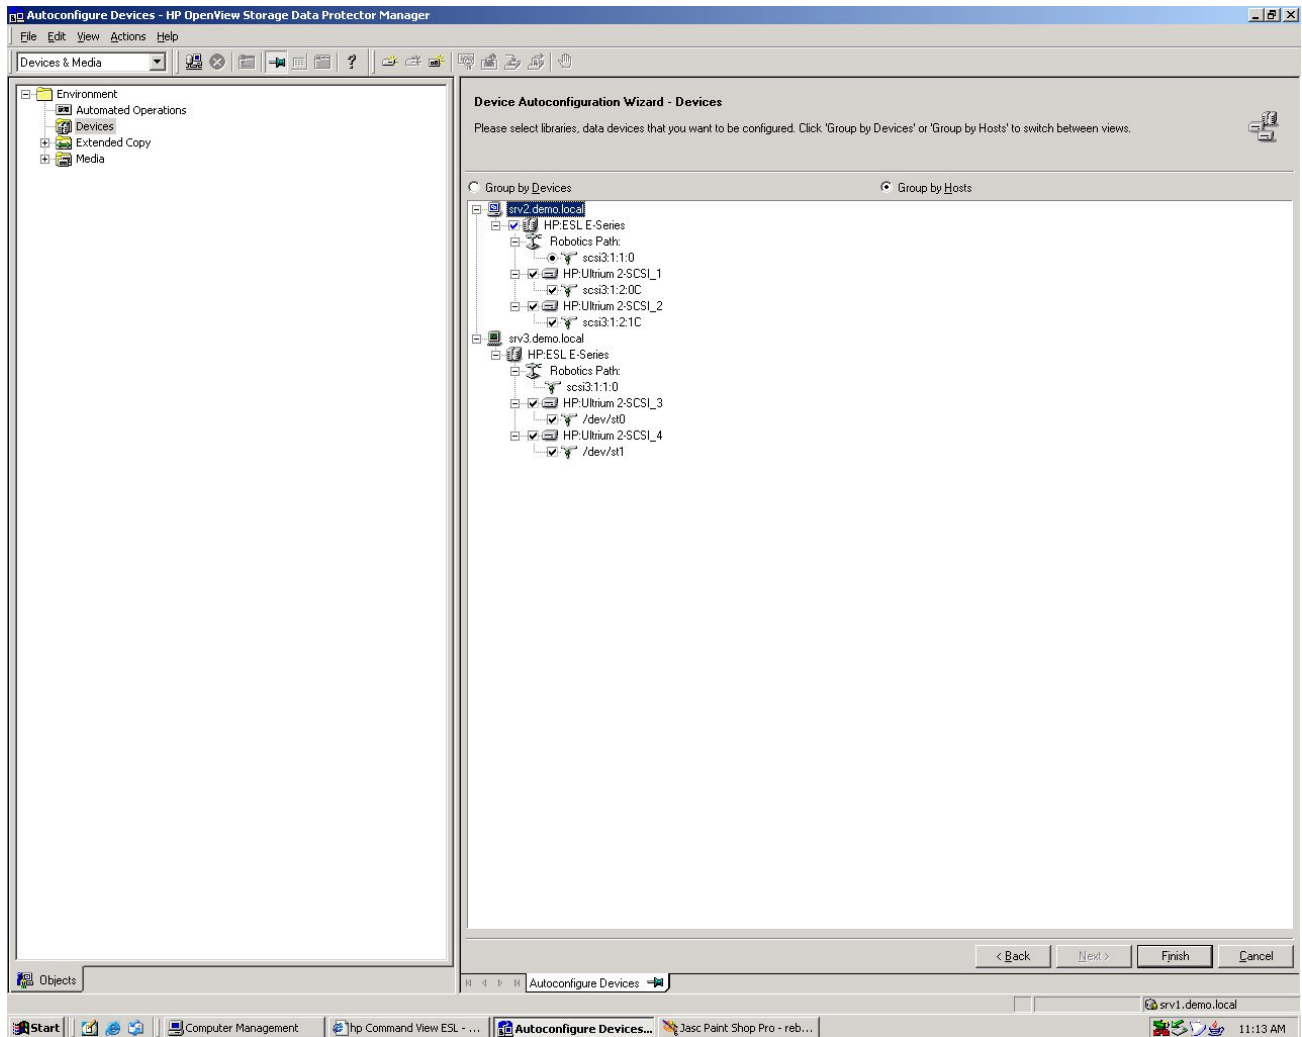 Autoconfigure Devices - HP OpenView Storage Data Protector Manager
File Edit View Actions Help
Devices & Media
Environment
Automated Operations
Devices
Extended Copy
Media
Device Autoconfiguration Wizard - Devices
Please select libraries, data devices that you want to be configured. Click 'Group by Devices' or 'Group by Hosts' to switch between views.
Group by Devices Group by Hosts
srv2.demo.local
HP:ESL E-Series
Robotics Path:
scsi3:1:1:0
HP:Ultrium 2-SCSI_1
scsi3:1:2:0C
HP:Ultrium 2-SCSI_2
scsi3:1:2:1C
srv3.demo.local
HP:ESL E-Series
Robotics Path:
scsi3:1:1:0
HP:Ultrium 2-SCSI_3
/dev/st0
HP:Ultrium 2-SCSI_4
/dev/st1
< Back Next > Finish Cancel
Objects
Autoconfigure Devices
srv1.demo.local
Start Computer Management hp Command View ESL - ... Autoconfigure Devices... Jasc Paint Shop Pro - reb... 11:13 AM